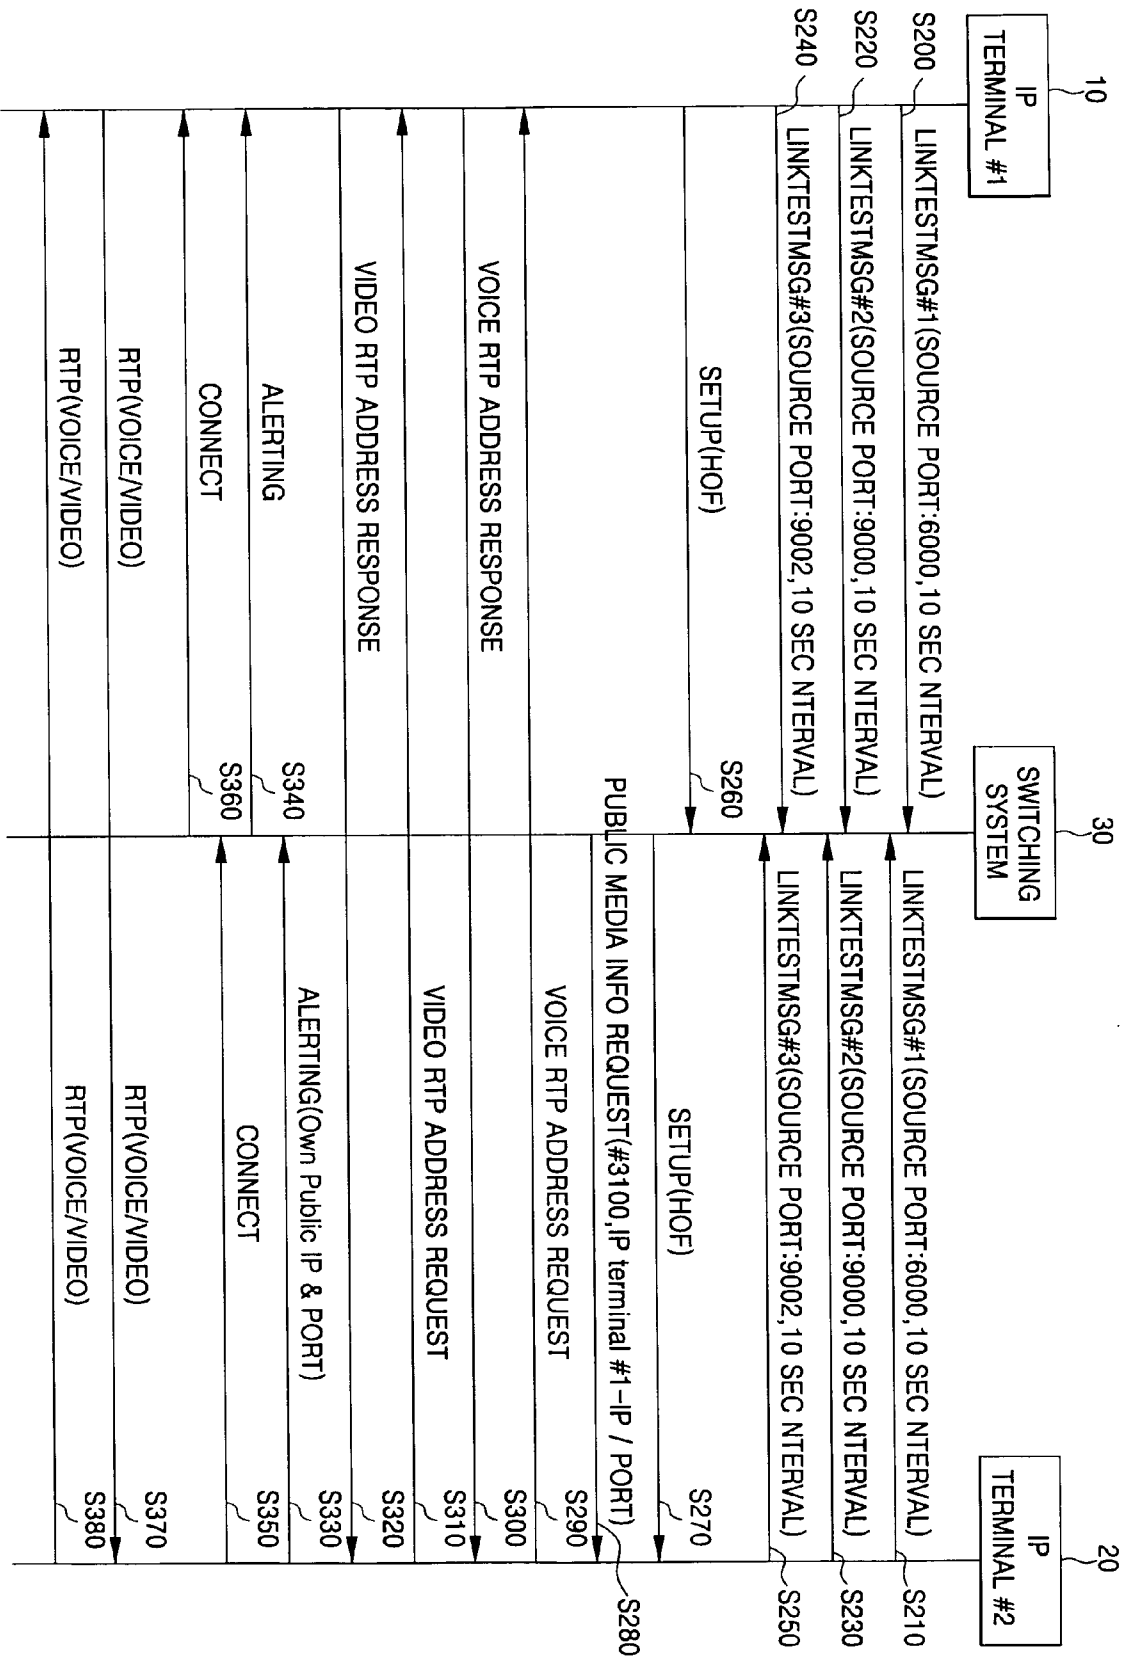 10
IP
TERMINAL #1
30
SWITCHING
SYSTEM
20
IP
TERMINAL #2
S200
LINKTESTMSG#1(SOURCE PORT:6000,10 SEC NTERVAL)
LINKTESTMSG#1(SOURCE PORT:6000,10 SEC NTERVAL)
S210
S220
LINKTESTMSG#2(SOURCE PORT:9000,10 SEC NTERVAL)
LINKTESTMSG#2(SOURCE PORT:9000,10 SEC NTERVAL)
S230
S240
LINKTESTMSG#3(SOURCE PORT:9002,10 SEC NTERVAL)
LINKTESTMSG#3(SOURCE PORT:9002,10 SEC NTERVAL)
S250
SETUP(HOF)
S260
SETUP(HOF)
S270
PUBLIC MEDIA INFO REQUEST(#3100,IP terminal #1-IP / PORT)
S280
VOICE RTP ADDRESS REQUEST
S290
VOICE RTP ADDRESS RESPONSE
S300
VIDEO RTP ADDRESS REQUEST
S310
VIDEO RTP ADDRESS RESPONSE
S320
ALERTING(Own Public IP & PORT)
S330
ALERTING
S340
CONNECT
S350
CONNECT
S360
RTP(VOICE/VIDEO)
RTP(VOICE/VIDEO)
S370
RTP(VOICE/VIDEO)
RTP(VOICE/VIDEO)
S380